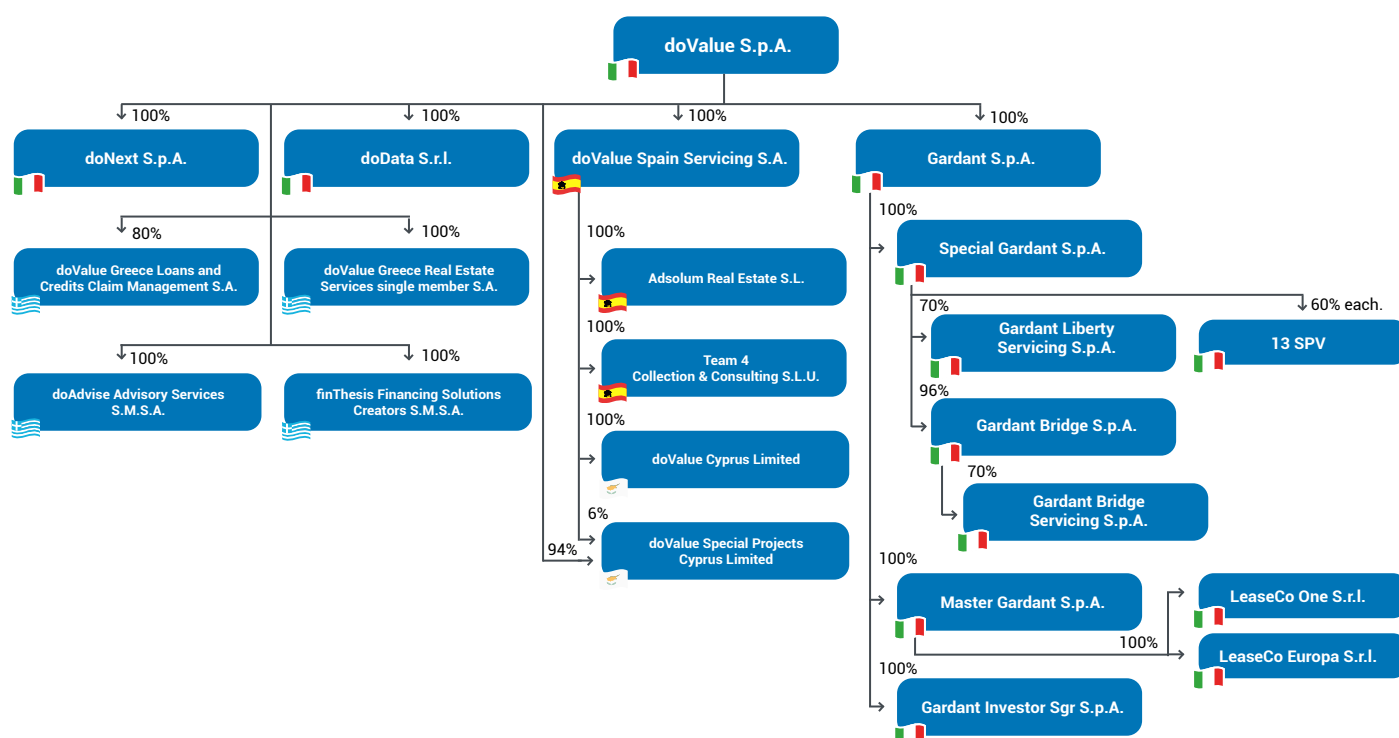 doValue S.p.A.
100%
100%
100%
100%
doNext S.p.A.
doData S.r.l.
doValue Spain Servicing S.A.
Gardant S.p.A.
80%
100%
doValue Greece Loans and
Credits Claim Management S.A.
doValue Greece Real Estate
Services single member S.A.
100%
100%
doAdvise Advisory Services
S.M.S.A.
finThesis Financing Solutions
Creators S.M.S.A.
100%
Adsolum Real Estate S.L.
100%
Team 4
Collection & Consulting S.L.U.
100%
doValue Cyprus Limited
6%
94%
doValue Special Projects
Cyprus Limited
100%
Special Gardant S.p.A.
70%
60% each.
Gardant Liberty
Servicing S.p.A.
13 SPV
96%
Gardant Bridge S.p.A.
70%
Gardant Bridge
Servicing S.p.A.
100%
Master Gardant S.p.A.
100%
LeaseCo One S.r.l.
LeaseCo Europa S.r.l.
100%
Gardant Investor Sgr S.p.A.